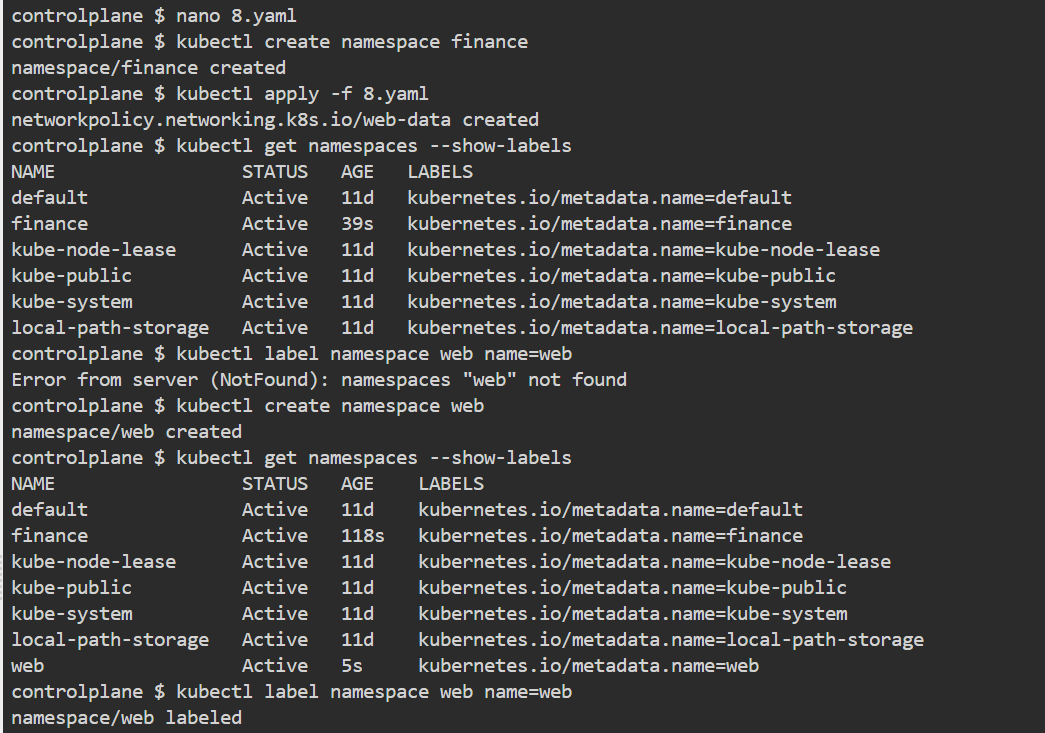 controlplane $ nano 8.yaml
controlplane $ kubectl create namespace finance
namespace/finance created
controlplane $ kubectl apply -f 8.yaml
networkpolicy.networking.k8s.io/web-data created
controlplane $ kubectl get namespaces --show-labels
NAME                 STATUS   AGE   LABELS
default              Active   11d   kubernetes.io/metadata.name=default
finance              Active   39s   kubernetes.io/metadata.name=finance
kube-node-lease      Active   11d   kubernetes.io/metadata.name=kube-node-lease
kube-public          Active   11d   kubernetes.io/metadata.name=kube-public
kube-system          Active   11d   kubernetes.io/metadata.name=kube-system
local-path-storage   Active   11d   kubernetes.io/metadata.name=local-path-storage
controlplane $ kubectl label namespace web name=web
Error from server (NotFound): namespaces "web" not found
controlplane $ kubectl create namespace web
namespace/web created
controlplane $ kubectl get namespaces --show-labels
NAME                 STATUS   AGE    LABELS
default              Active   11d    kubernetes.io/metadata.name=default
finance              Active   118s   kubernetes.io/metadata.name=finance
kube-node-lease      Active   11d    kubernetes.io/metadata.name=kube-node-lease
kube-public          Active   11d    kubernetes.io/metadata.name=kube-public
kube-system          Active   11d    kubernetes.io/metadata.name=kube-system
local-path-storage   Active   11d    kubernetes.io/metadata.name=local-path-storage
web                  Active   5s     kubernetes.io/metadata.name=web
controlplane $ kubectl label namespace web name=web
namespace/web labeled